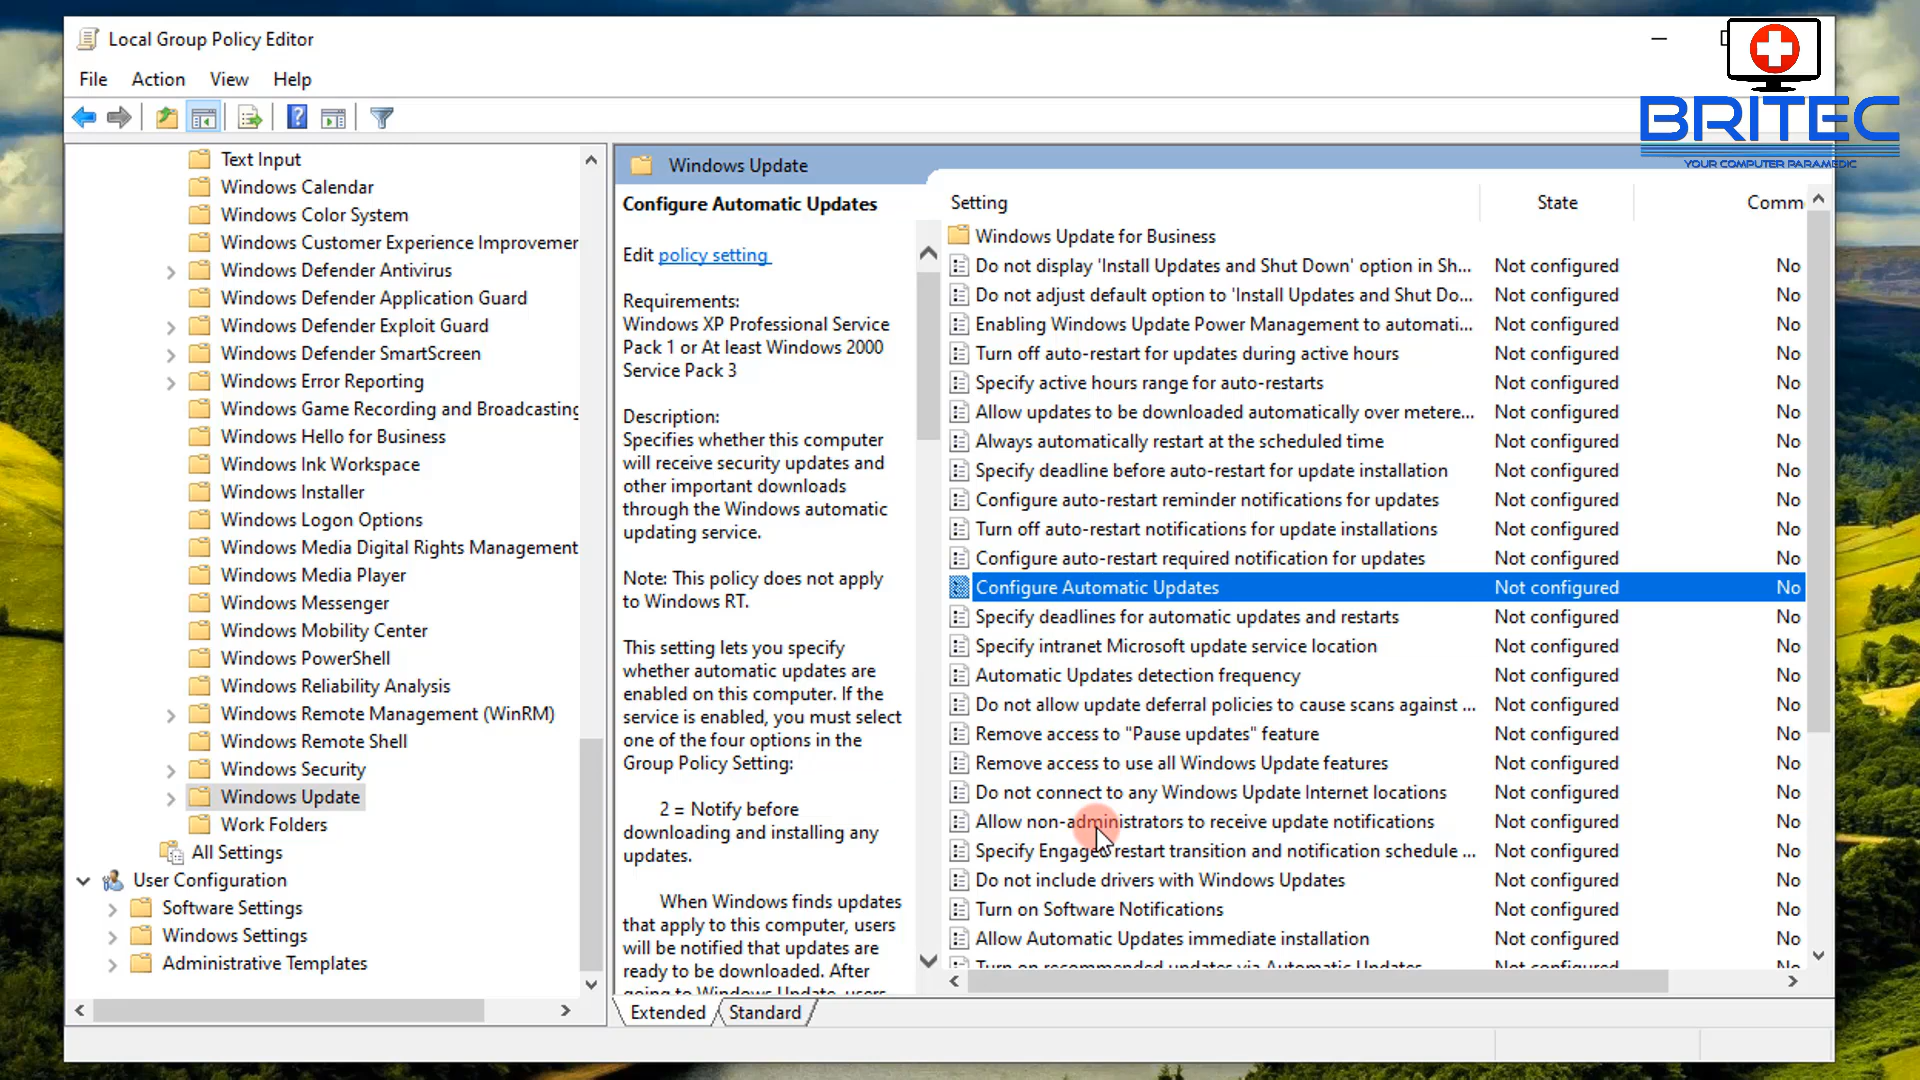 Local Group Policy Editor
File Action View Help
BRITEC
YOUR COMPUTER PARAMEDIC
Text Input
Windows Calendar
Windows Color System
Windows Customer Experience Improvemen
Windows Defender Antivirus
Windows Defender Application Guard
Windows Defender Exploit Guard
Windows Defender SmartScreen
Windows Error Reporting
Windows Game Recording and Broadcasting
Windows Hello for Business
Windows Ink Workspace
Windows Installer
Windows Logon Options
Windows Media Digital Rights Management
Windows Media Player
Windows Messenger
Windows Mobility Center
Windows PowerShell
Windows Reliability Analysis
Windows Remote Management (WinRM)
Windows Remote Shell
Windows Security
Windows Update
Work Folders
All Settings
User Configuration
Software Settings
Windows Settings
Administrative Templates
Windows Update
Configure Automatic Updates
Edit policy setting
Requirements:
Windows XP Professional Service
Pack 1 or At least Windows 2000
Service Pack 3
Description:
Specifies whether this computer
will receive security updates and
other important downloads
through the Windows automatic
updating service.
Note: This policy does not apply
to Windows RT.
This setting lets you specify
whether automatic updates are
enabled on this computer. If the
service is enabled, you must select
one of the four options in the
Group Policy Setting:
2 = Notify before
downloading and installing any
updates.
When Windows finds updates
that apply to this computer, users
will be notified that updates are
ready to be downloaded. After
going to Windows Update, users
Setting State Comm
Windows Update for Business
Do not display 'Install Updates and Shut Down' option in Sh... Not configured No
Do not adjust default option to 'Install Updates and Shut Do... Not configured No
Enabling Windows Update Power Management to automati... Not configured No
Turn off auto-restart for updates during active hours Not configured No
Specify active hours range for auto-restarts Not configured No
Allow updates to be downloaded automatically over metere... Not configured No
Always automatically restart at the scheduled time Not configured No
Specify deadline before auto-restart for update installation Not configured No
Configure auto-restart reminder notifications for updates Not configured No
Turn off auto-restart notifications for update installations Not configured No
Configure auto-restart required notification for updates Not configured No
Configure Automatic Updates Not configured No
Specify deadlines for automatic updates and restarts Not configured No
Specify intranet Microsoft update service location Not configured No
Automatic Updates detection frequency Not configured No
Do not allow update deferral policies to cause scans against ... Not configured No
Remove access to "Pause updates" feature Not configured No
Remove access to use all Windows Update features Not configured No
Do not connect to any Windows Update Internet locations Not configured No
Allow non-administrators to receive update notifications Not configured No
Specify Engaged restart transition and notification schedule ... Not configured No
Do not include drivers with Windows Updates Not configured No
Turn on Software Notifications Not configured No
Allow Automatic Updates immediate installation Not configured No
Turn on recommended updates via Automatic Updates
Extended Standard